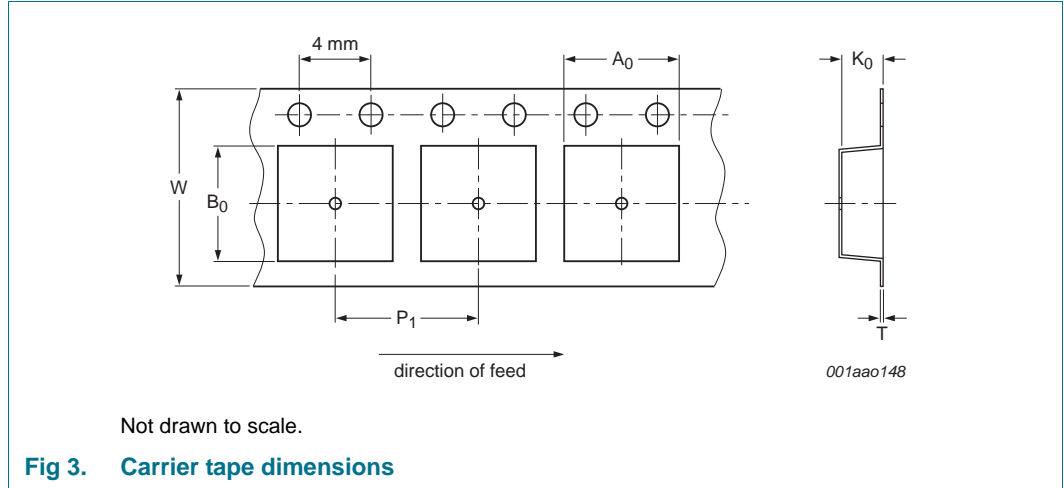 4 mm
A0
K0
W
B0
P1
T
direction of feed
001aao148
Not drawn to scale.
Fig 3. Carrier tape dimensions